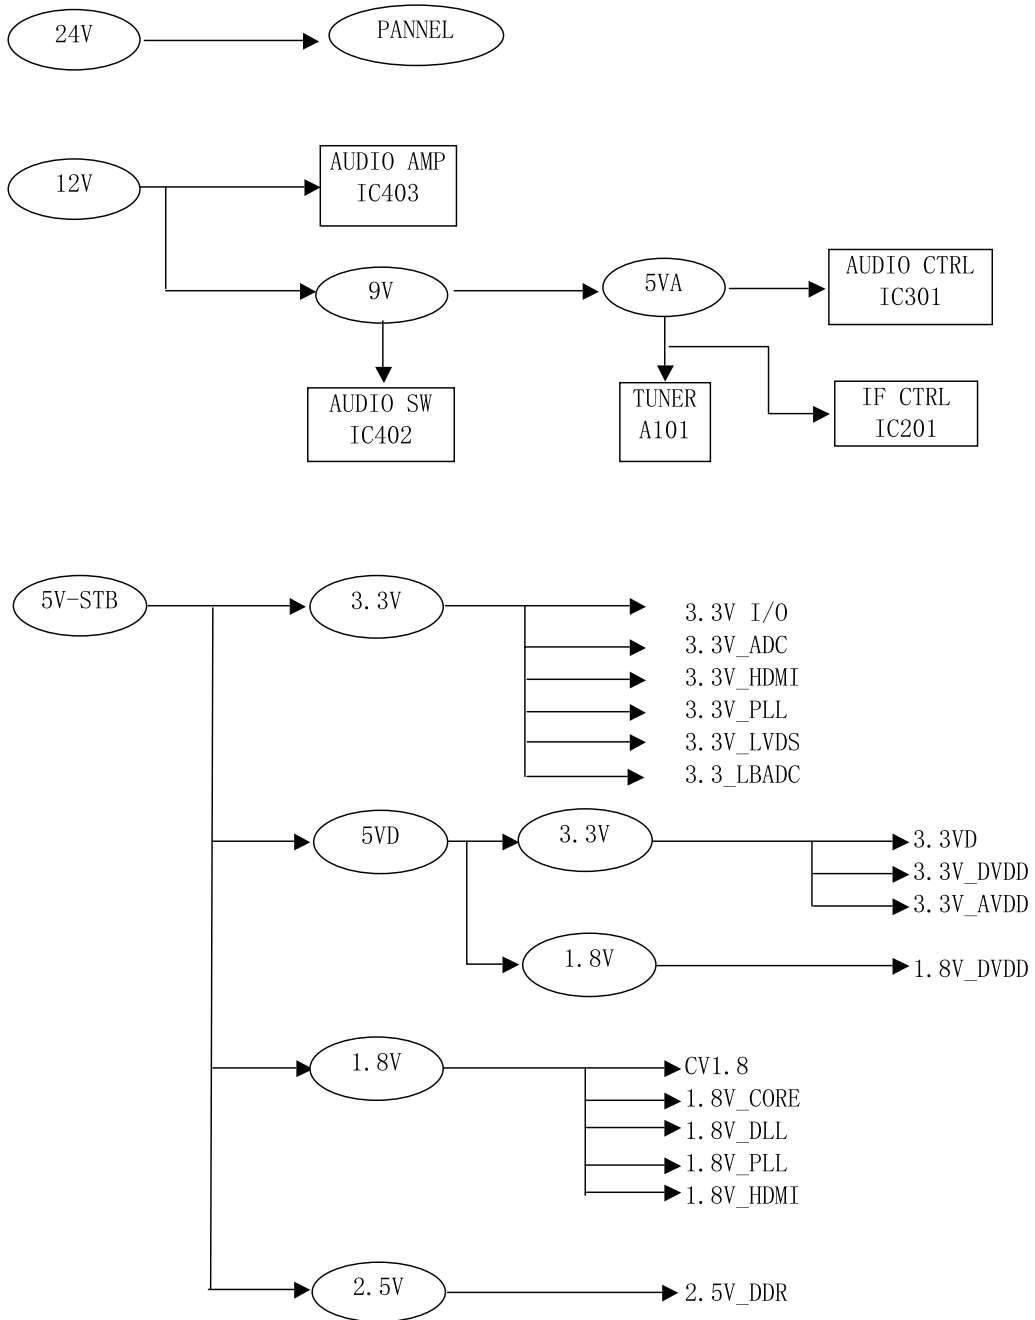 24V
PANNEL
12V
AUDIO AMP
IC403
9V
5VA
AUDIO CTRL
IC301
AUDIO SW
IC402
TUNER
A101
IF CTRL
IC201
5V-STB
3.3V
3.3V I/O
3.3V_ADC
3.3V_HDMI
3.3V_PLL
3.3V_LVDS
3.3_LBADC
5VD
3.3V
3.3VD
3.3V_DVDD
3.3V_AVDD
1.8V
1.8V_DVDD
1.8V
CV1.8
1.8V_CORE
1.8V_DLL
1.8V_PLL
1.8V_HDMI
2.5V
2.5V_DDR